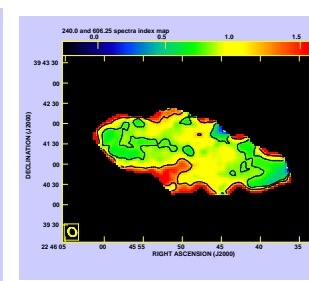 240.0 and 606.25 spectra index map
0.0 0.5 1.0 1.5
DECLINATION (J2000)
39 43 30
00
42 30
00
41 30
00
40 30
00
39 30
22 46 05 00 45 55 50 45 40 35
RIGHT ASCENSION (J2000)